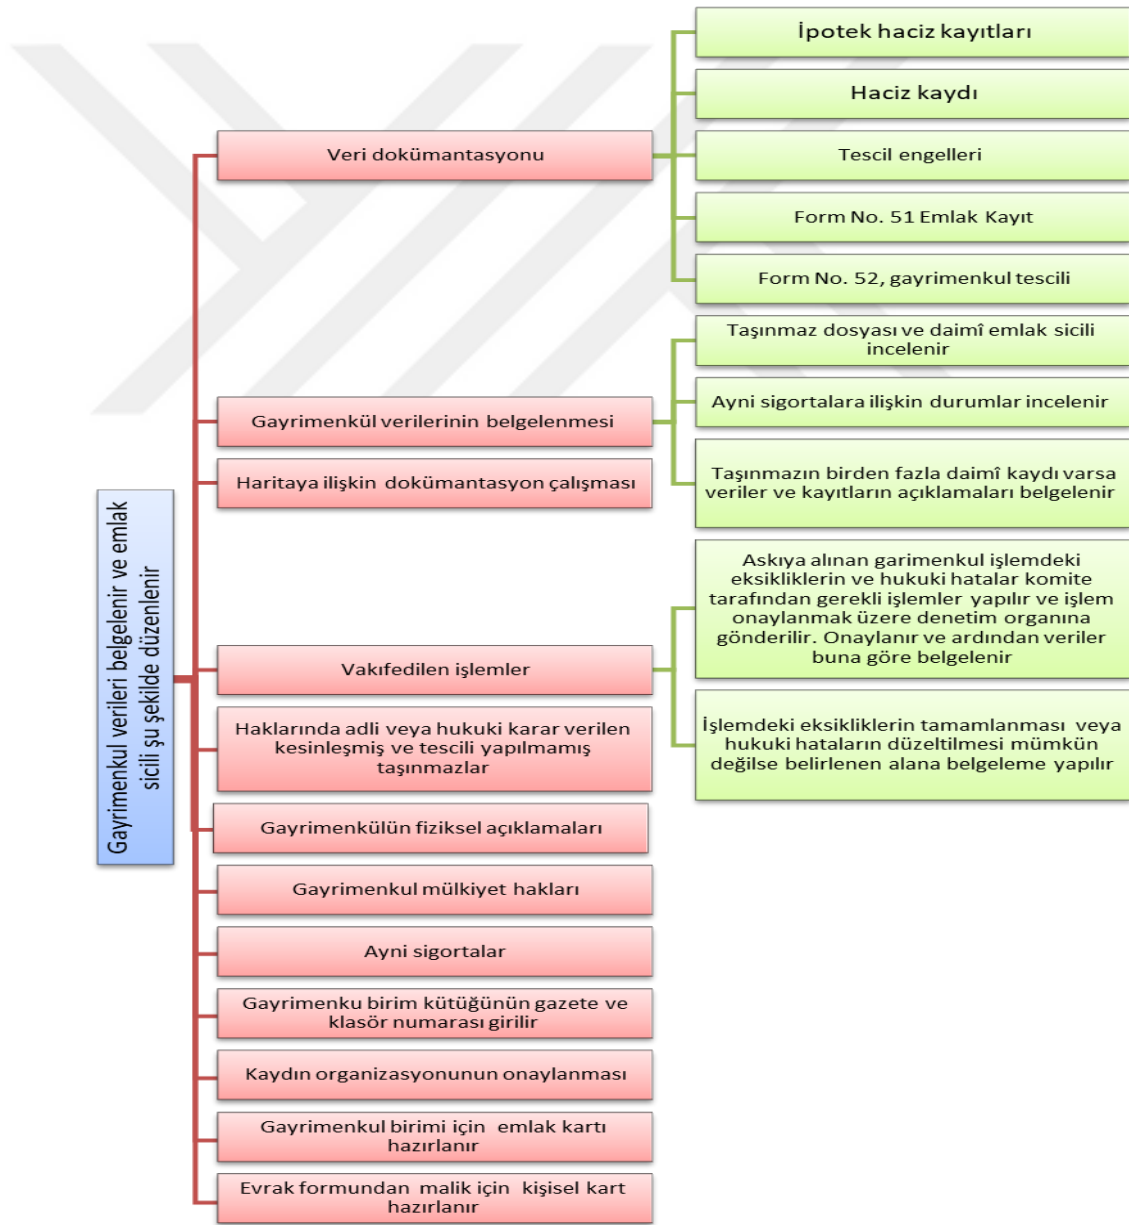 Gayrimenkul verileri belgelenir ve emlak
sicili şu şekilde düzenlenir
Veri dokümantasyonu
İpotek haciz kayıtları
Haciz kaydı
Tescil engelleri
Form No. 51 Emlak Kayıt
Form No. 52, gayrimenkul tescili
Gayrimenkül verilerinin belgelenmesi
Taşınmaz dosyası ve daimî emlak sicili
incelenir
Ayni sigortalara ilişkin durumlar incelenir
Taşınmazın birden fazla daimî kaydı varsa
veriler ve kayıtların açıklamaları belgelenir
Haritaya ilişkin dokümantasyon çalışması
Vakıfedilen işlemler
Askıya alınan garimenkul işlemdeki
eksikliklerin ve hukuki hatalar komite
tarafından gerekli işlemler yapılır ve işlem
onaylanmak üzere denetim organına
gönderilir. Onaylanır ve ardından veriler
buna göre belgelenir
İşlemdeki eksikliklerin tamamlanması veya
hukuki hataların düzeltilmesi mümkün
değilse belirlenen alana belgeleme yapılır
Haklarında adli veya hukuki karar verilen
kesinleşmiş ve tescili yapılmamış
taşınmazlar
Gayrimenkülün fiziksel açıklamaları
Gayrimenkul mülkiyet hakları
Ayni sigortalar
Gayrimenku birim kütüğünün gazete ve
klasör numarası girilir
Kaydın organizasyonunun onaylanması
Gayrimenkul birimi için emlak kartı
hazırlanır
Evrak formundan malik için kişisel kart
hazırlanır